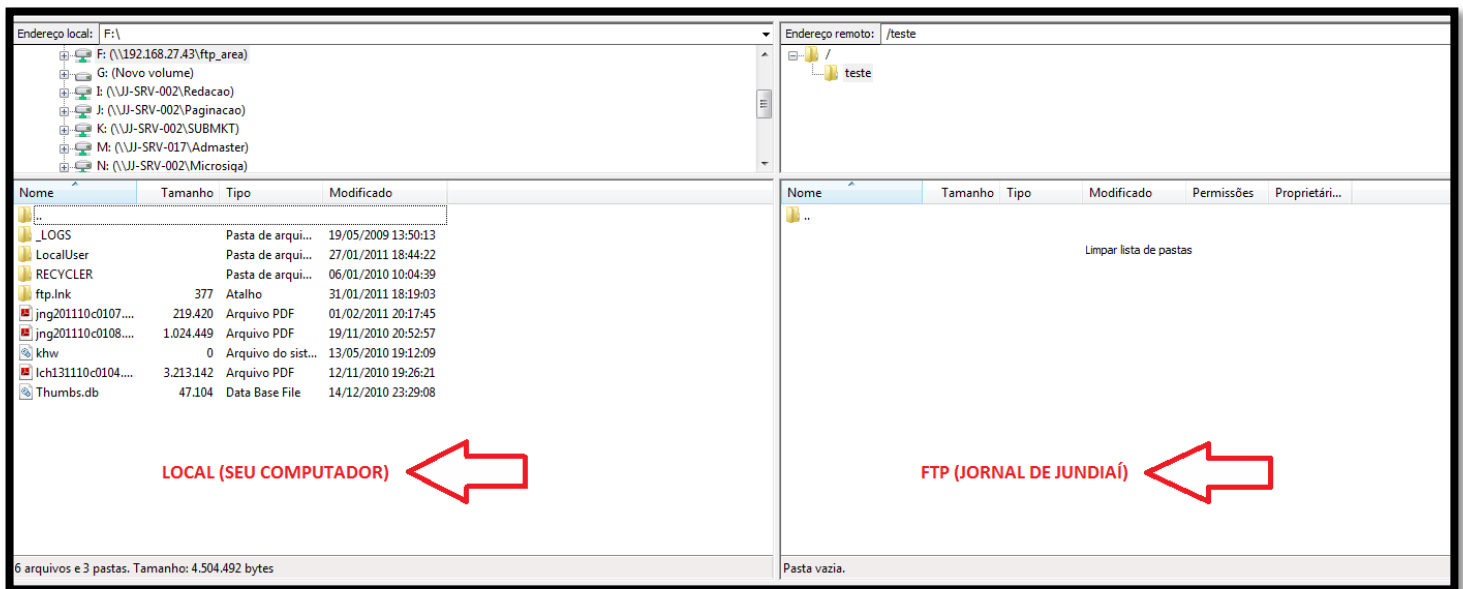 Endereço local: F:\
F: (\\192.168.27.43\ftp_area)
G: (Novo volume)
I: (\\JJ-SRV-002\Redacao)
J: (\\JJ-SRV-002\Paginacao)
K: (\\JJ-SRV-002\SUBMKT)
M: (\\JJ-SRV-017\Admaster)
N: (\\JJ-SRV-002\Microsiga)
Nome Tamanho Tipo Modificado
..
_LOGS Pasta de arqui... 19/05/2009 13:50:13
LocalUser Pasta de arqui... 27/01/2011 18:44:22
RECYCLER Pasta de arqui... 06/01/2010 10:04:39
ftp.lnk 377 Atalho 31/01/2011 18:19:03
jng201110c0107.... 219.420 Arquivo PDF 01/02/2011 20:17:45
jng201110c0108.... 1.024.449 Arquivo PDF 19/11/2010 20:52:57
khw 0 Arquivo do sist... 13/05/2010 19:12:09
lch131110c0104.... 3.213.142 Arquivo PDF 12/11/2010 19:26:21
Thumbs.db 47.104 Data Base File 14/12/2010 23:29:08
LOCAL (SEU COMPUTADOR)
6 arquivos e 3 pastas. Tamanho: 4.504.492 bytes
Endereço remoto: /teste
/
teste
Nome Tamanho Tipo Modificado Permissões Proprietári...
..
Limpar lista de pastas
FTP (JORNAL DE JUNDIAÍ)
Pasta vazia.